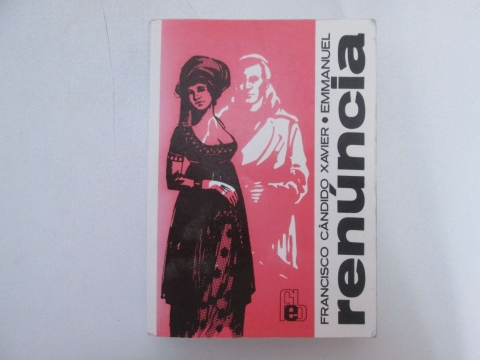 FRANCISCO CÂNDIDO XAVIER • EMMANUEL
renúncia
FEB